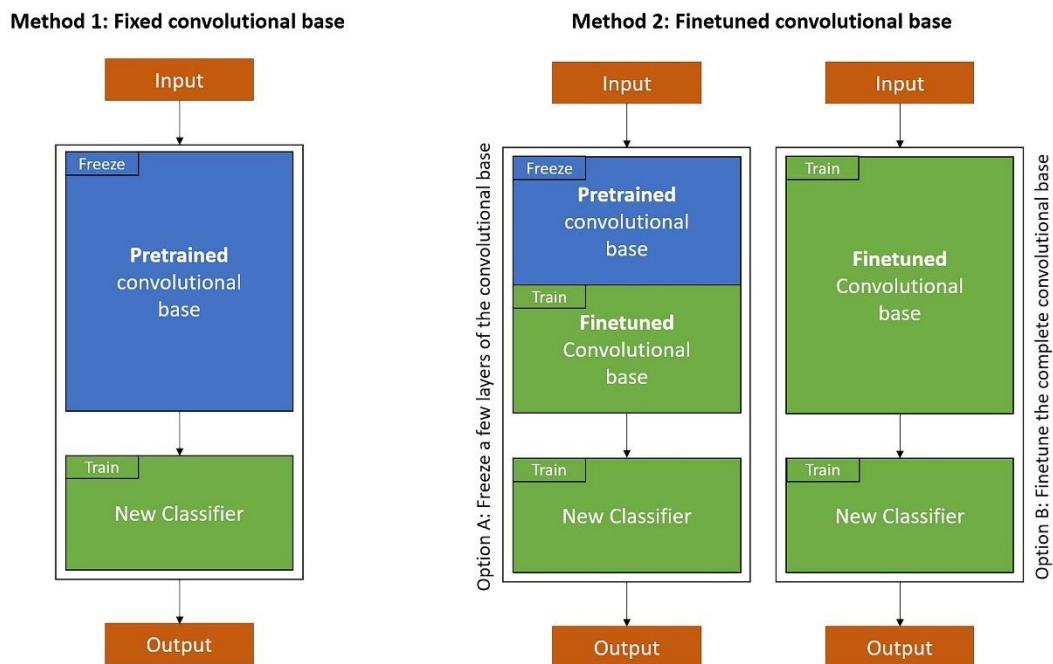 Method 1: Fixed convolutional base
Input
Freeze
Pretrained
convolutional
base
Train
New Classifier
Output
Method 2: Finetuned convolutional base
Option A: Freeze a few layers of the convolutional base
Input
Freeze
Pretrained
convolutional
base
Train
Finetuned
Convolutional
base
Train
New Classifier
Output
Input
Train
Finetuned
Convolutional
base
Train
New Classifier
Output
Option B: Finetune the complete convolutional base